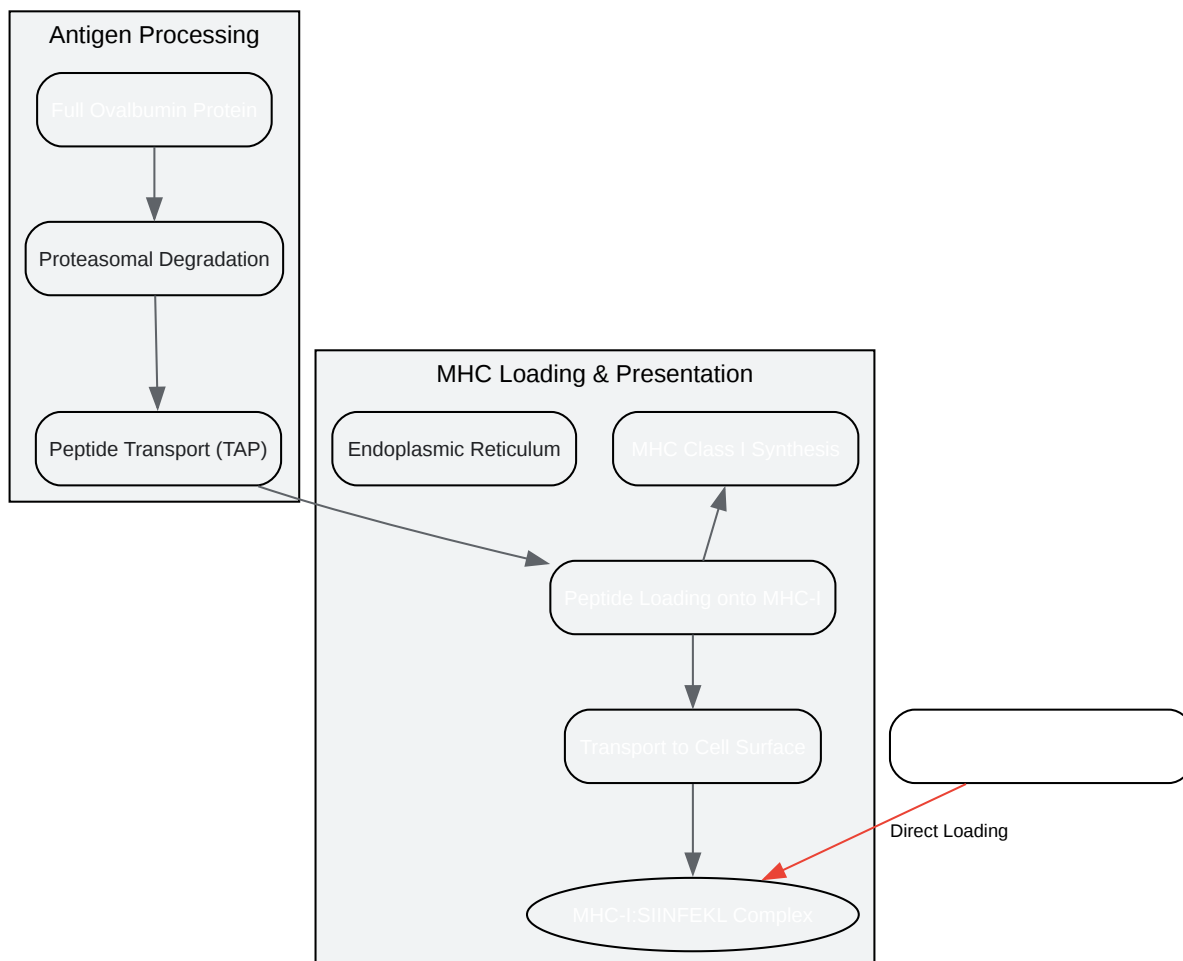 Antigen Processing
Full Ovalbumin Protein
Proteasomal Degradation
Peptide Transport (TAP)
MHC Loading & Presentation
Endoplasmic Reticulum
MHC Class I Synthesis
Peptide Loading onto MHC-I
Transport to Cell Surface
Direct Loading
MHC-I:SIINFEKL Complex